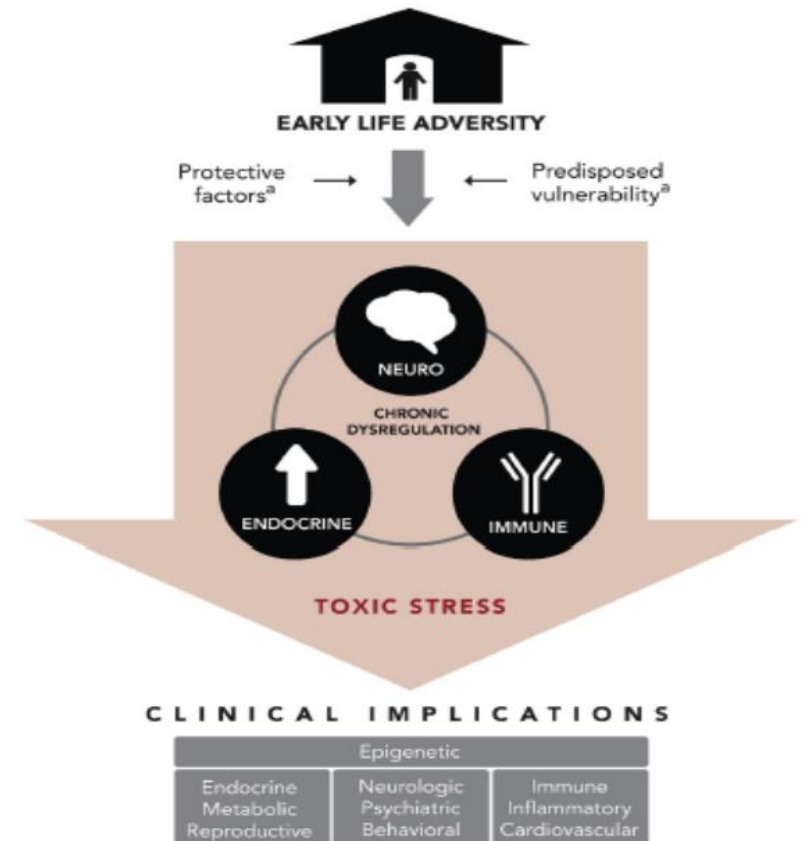 EARLY LIFE ADVERSITY
Protective
factorsª
Predisposed
vulnerabilityª
NEURO
CHRONIC
DYSREGULATION
ENDOCRINE
IMMUNE
TOXIC STRESS
CLINICAL IMPLICATIONS
Epigenetic
Endocrine
Metabolic
Reproductive
Neurologic
Psychiatric
Behavioral
Immune
Inflammatory
Cardiovascular